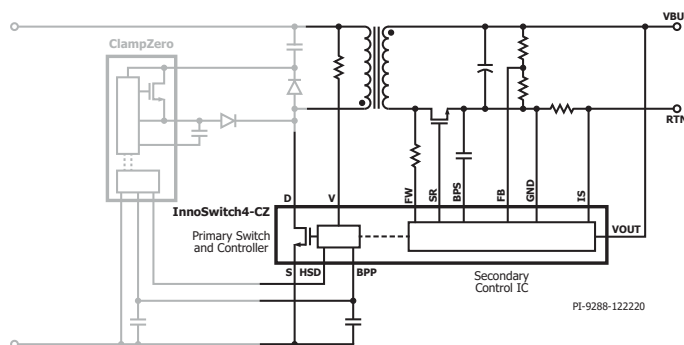 VBU
ClampZero
RTN
D
V
FW
SR
BPS
FB
GND
IS
InnoSwitch4-CZ
VOUT
Primary Switch
and Controller
S
HSD
BPP
Secondary
Control IC
PI-9288-122220